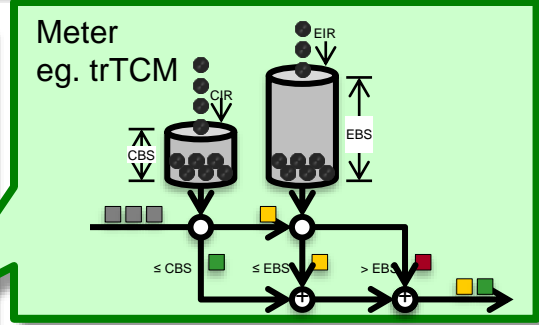 Meter
eg. trTCM
EIR
CIR
CBS
EBS
≤ CBS
≤ EBS
> EBS
+
+